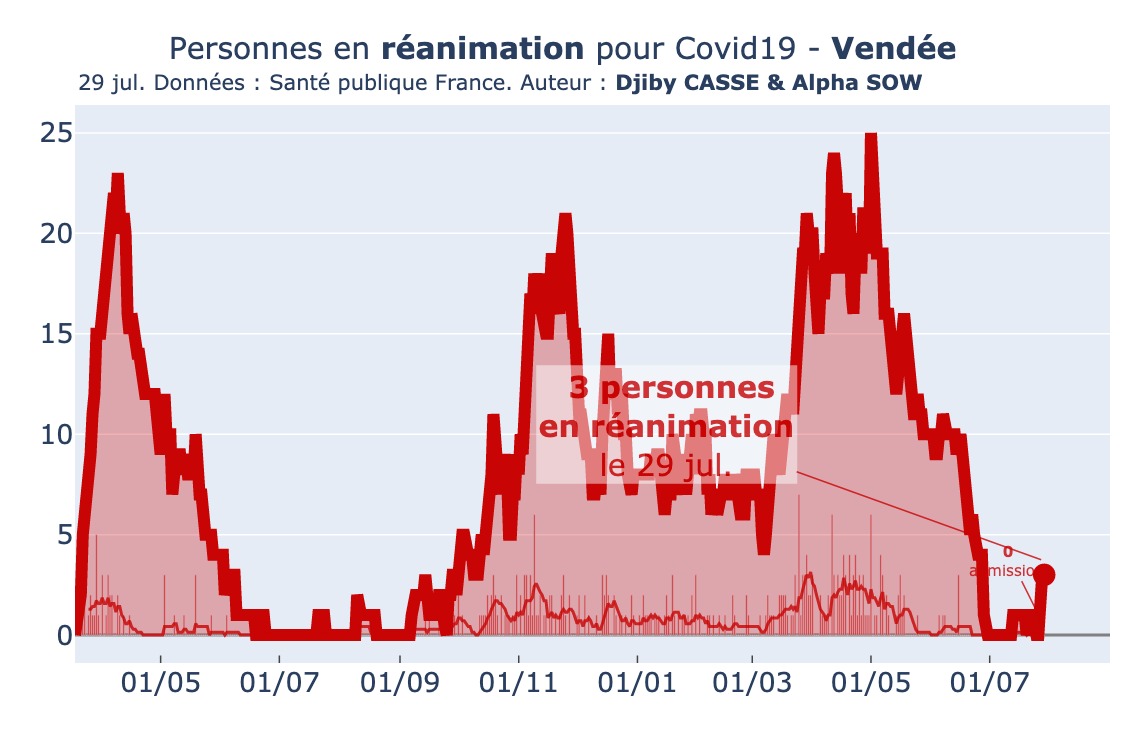 Personnes en réanimation pour Covid19 - Vendée
29 jul. Données : Santé publique France. Auteur : Djiby CASSE & Alpha SOW
25
20
15
10
5
0
3 personnes
en réanimation
le 29 jul.
0
01/05 01/07 01/09 01/11 01/01 01/03 01/05 01/07